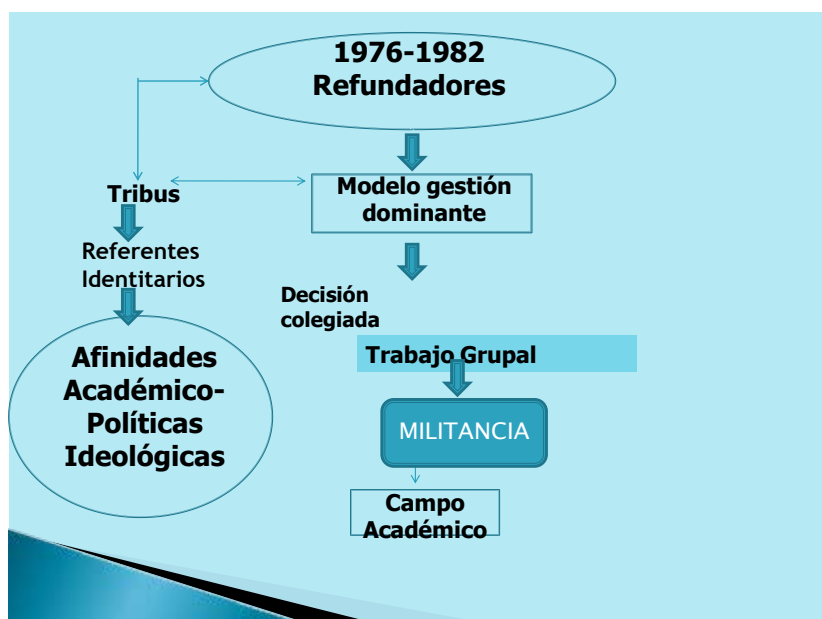 1976-1982
Refundadores
Tribus
Modelo gestión
dominante
Referentes
Identitarios
Decisión
colegiada
Trabajo Grupal
Afinidades
Académico-
Políticas
Ideológicas
MILITANCIA
Campo
Académico